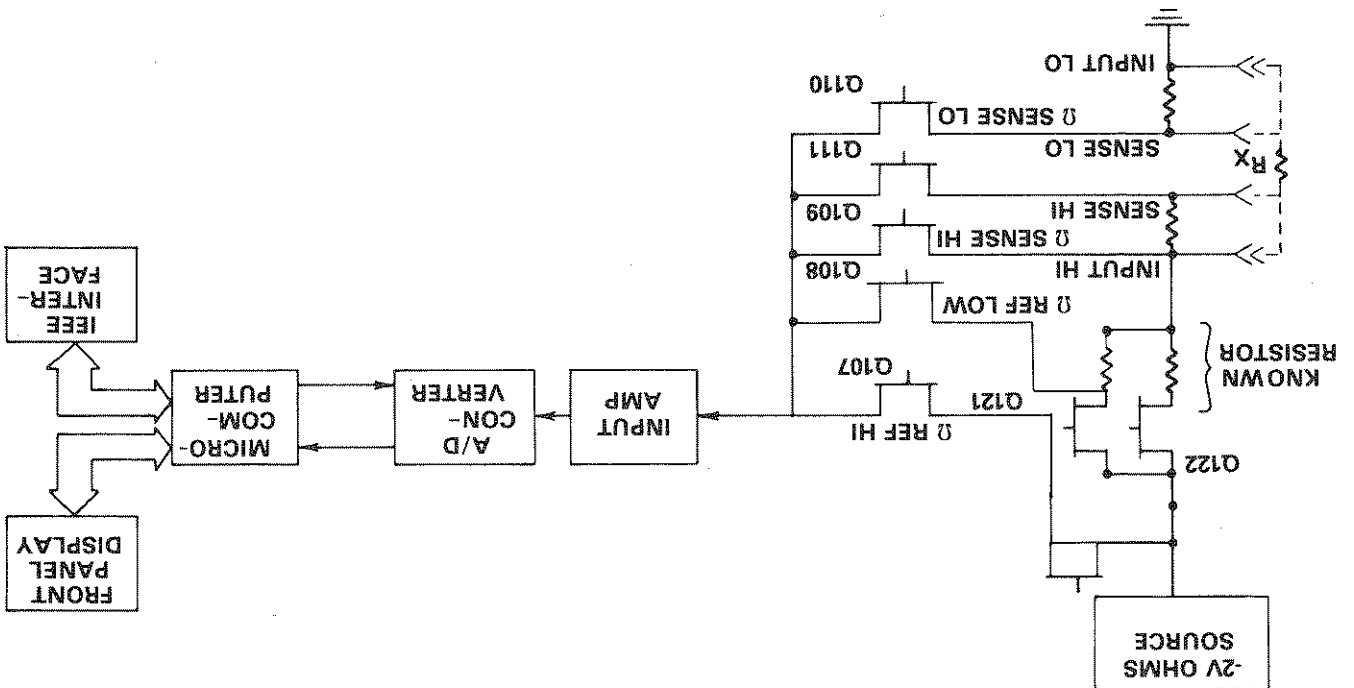 -2V OHMS
SOURCE
FRONT
PANEL
DISPLAY
Q122
KNOWN
RESISTOR
Q121
Ω REF HI
Q107
INPUT
AMP
A/D
CON-
VERTER
MICRO-
COM-
PUTER
IEEE
INTER-
FACE
Ω REF LOW
Q108
INPUT HI
Ω SENSE HI
Q109
SENSE HI
Q111
RX
SENSE LO
Ω SENSE LO
Q110
INPUT LO